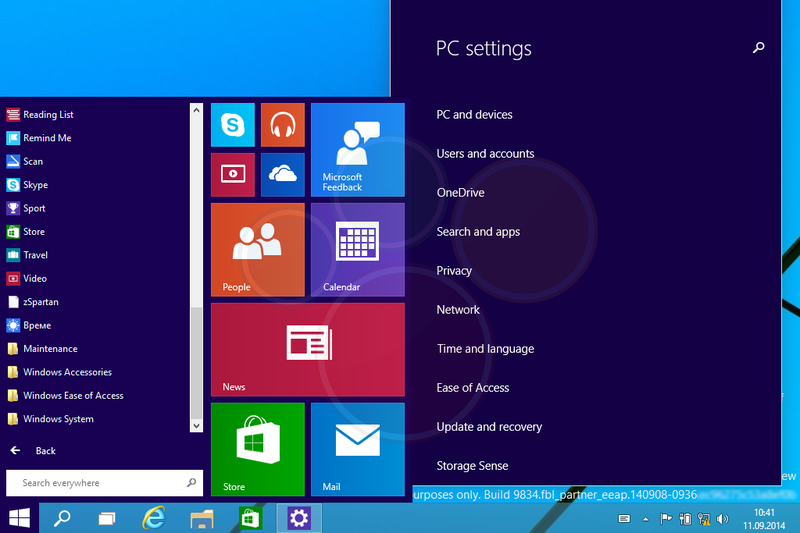 PC settings
PC and devices
Users and accounts
OneDrive
Search and apps
Privacy
Network
Time and language
Ease of Access
Update and recovery
Storage Sense
Reading List
Remind Me
Scan
Skype
Sport
Store
Travel
Video
zSpartan
Време
Maintenance
Windows Accessories
Windows Ease of Access
Windows System
Back
Search everywhere
Microsoft
Feedback
People
Calendar
News
Store
Mail
ew
urposes only. Build 9834.fbl_partner_eeap.140908-0936
10:41
11.09.2014